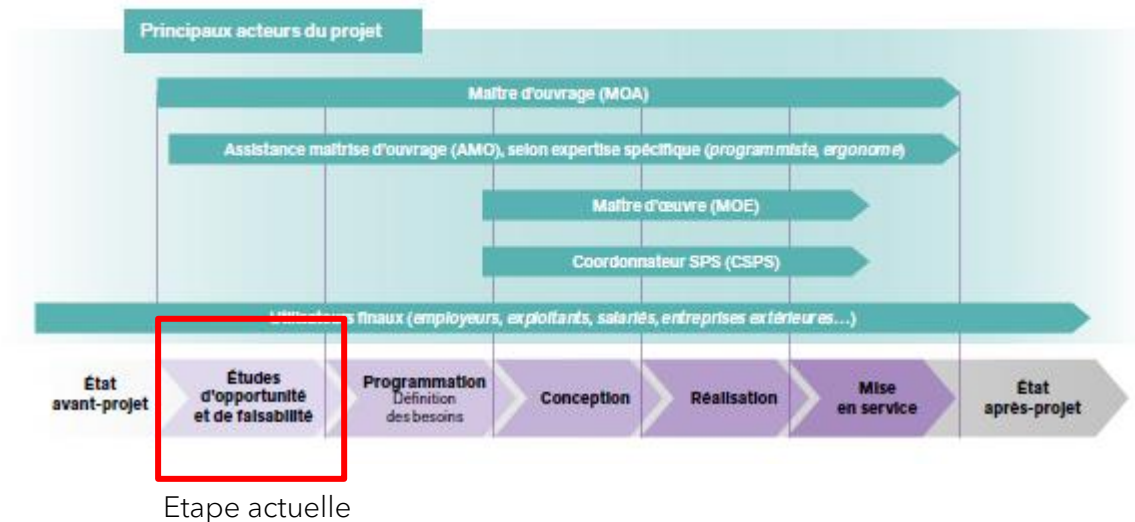 Principaux acteurs du projet
Maître d'ouvrage (MOA)
Assistance maîtrise d'ouvrage (AMO), selon expertise spécifique (programmiste, ergonome)
Maître d'œuvre (MOE)
Coordonnateur SPS (CSPS)
Utilisateurs finaux (employeurs, exploitants, salariés, entreprises extérieures…)
État
avant-projet
Études
d'opportunité
et de faisabilité
Programmation
Définition
des besoins
Conception
Réalisation
Mise
en service
État
après-projet
Etape actuelle